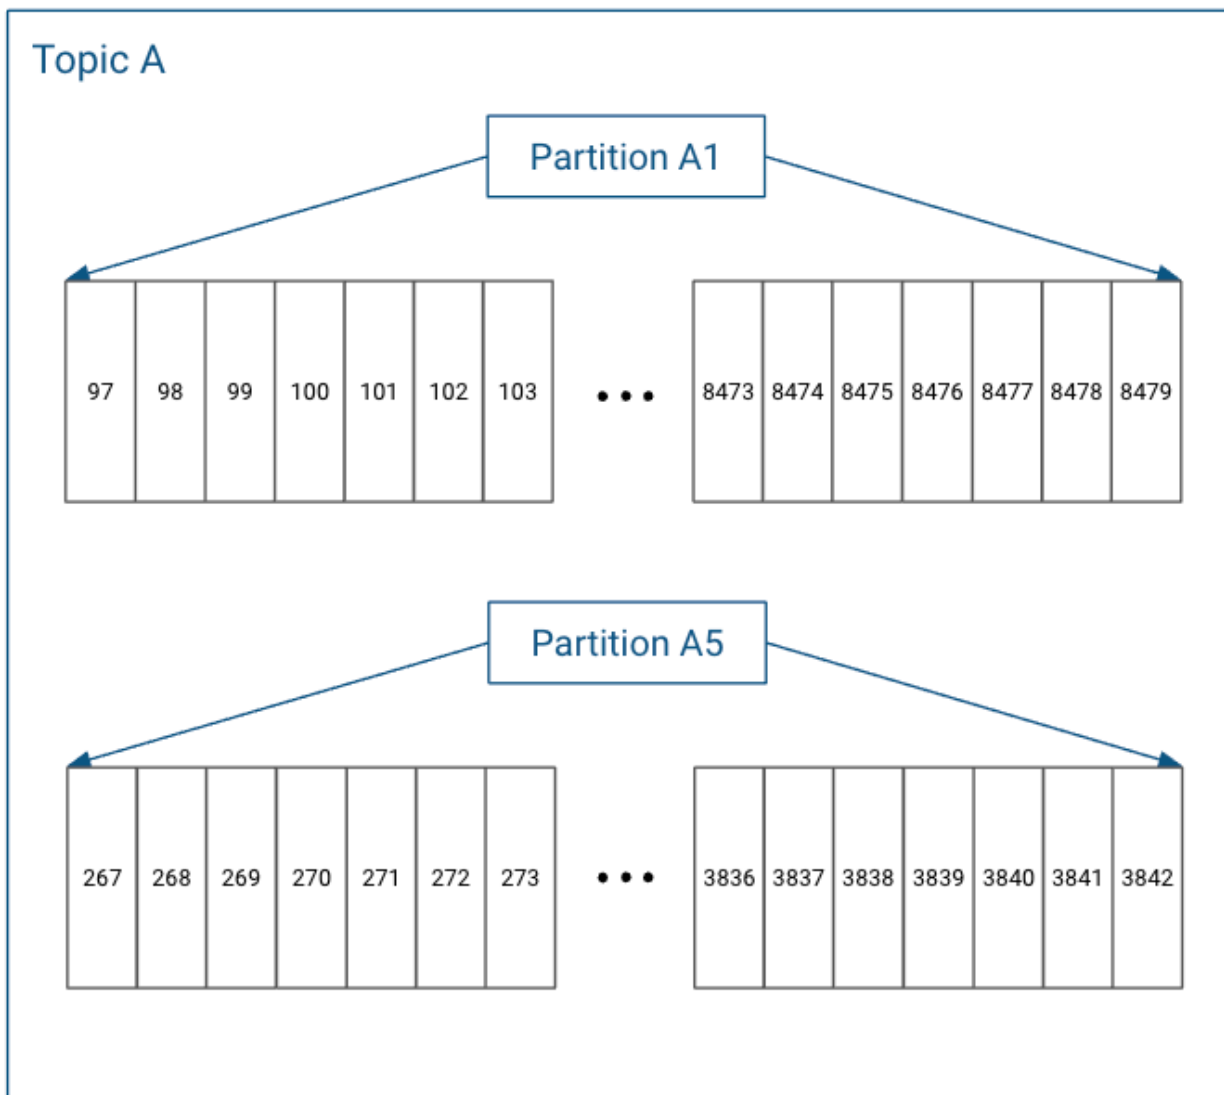 Topic A
Partition A1
97 98 99 100 101 102 103 ••• 8473 8474 8475 8476 8477 8478 8479
Partition A5
267 268 269 270 271 272 273 ••• 3836 3837 3838 3839 3840 3841 3842